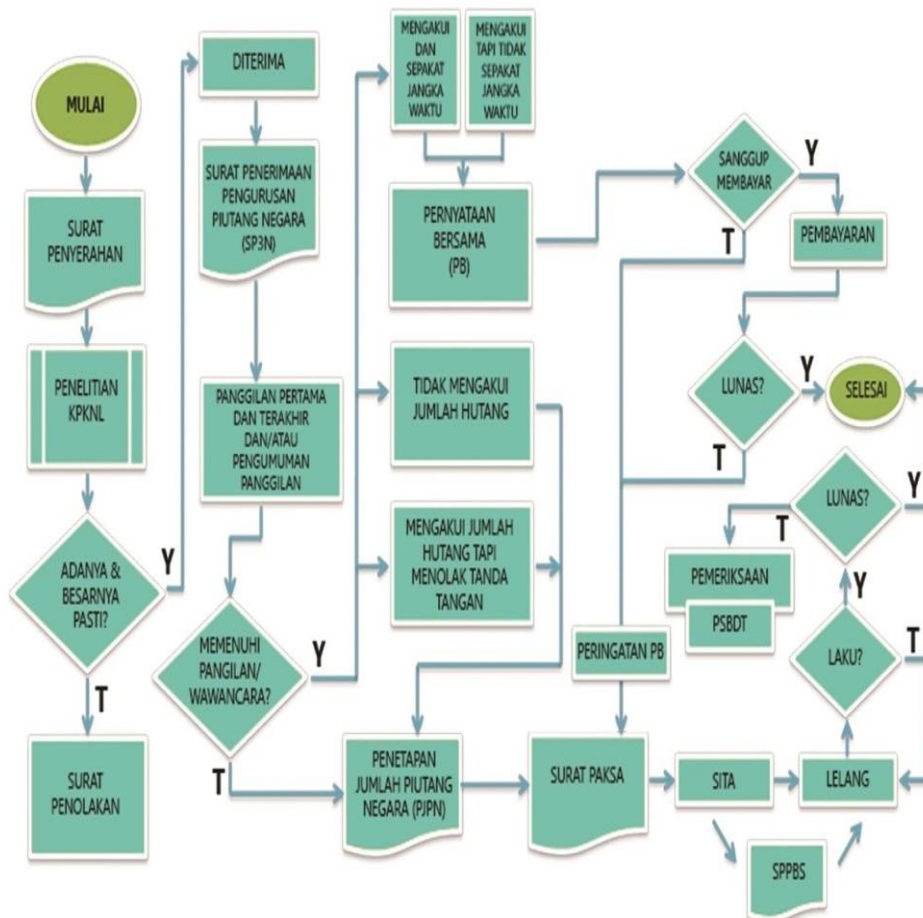 MULAI
SURAT
PENYERAHAN
PENELITIAN
KPKNL
ADANYA &
BESARNYA
PASTI?
Y
T
SURAT
PENOLAKAN
DITERIMA
SURAT PENERIMAAN
PENGURUSAN
PIUTANG NEGARA
(SP3N)
PANGGILAN PERTAMA
DAN TERAKHIR
DAN/ATAU
PENGUMUMAN
PANGGILAN
MEMENUHI
PANGILAN/
WAWANCARA?
Y
T
MENGAKUI
DAN
SEPAKAT
JANGKA
WAKTU
MENGAKUI
TAPI TIDAK
SEPAKAT
JANGKA
WAKTU
PERNYATAAN
BERSAMA
(PB)
TIDAK MENGAKUI
JUMLAH HUTANG
MENGAKUI JUMLAH
HUTANG TAPI
MENOLAK TANDA
TANGAN
PENETAPAN
JUMLAH PIUTANG
NEGARA (PJPN)
SANGGUP
MEMBAYAR
Y
T
PEMBAYARAN
LUNAS?
Y
T
SELESAI
PERINGATAN PB
SURAT PAKSA
SITA
SPPBS
LELANG
LAKU?
Y
T
LUNAS?
Y
T
PEMERIKSAAN
PSBDT